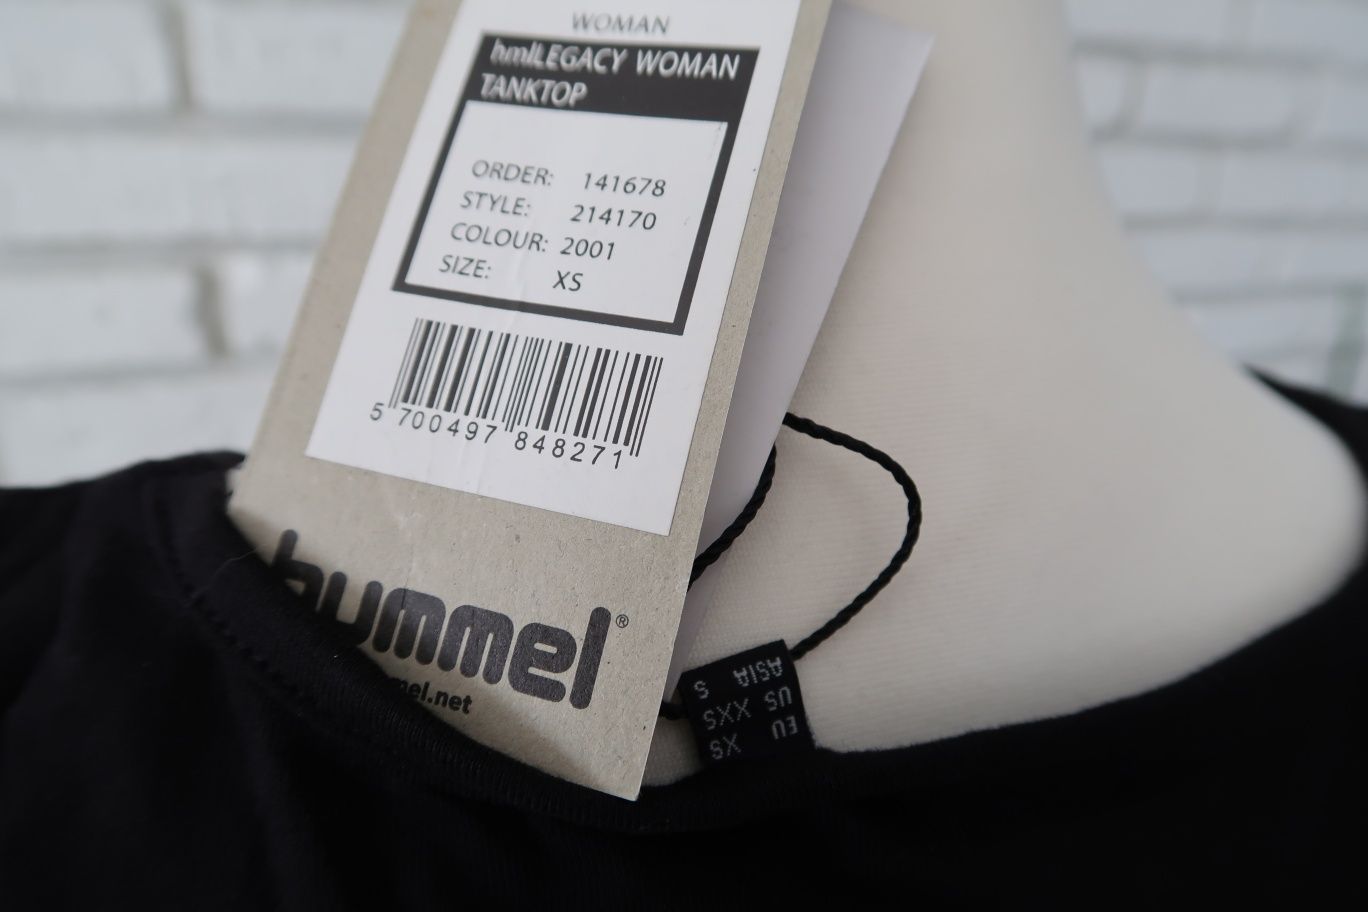 WOMAN
hmlLEGACY WOMAN
TANKTOP
ORDER: 141678
STYLE: 214170
COLOUR: 2001
SIZE: XS
5 700497 848271
hummel®
mel.net
EU XS
US XXS
ASIA S